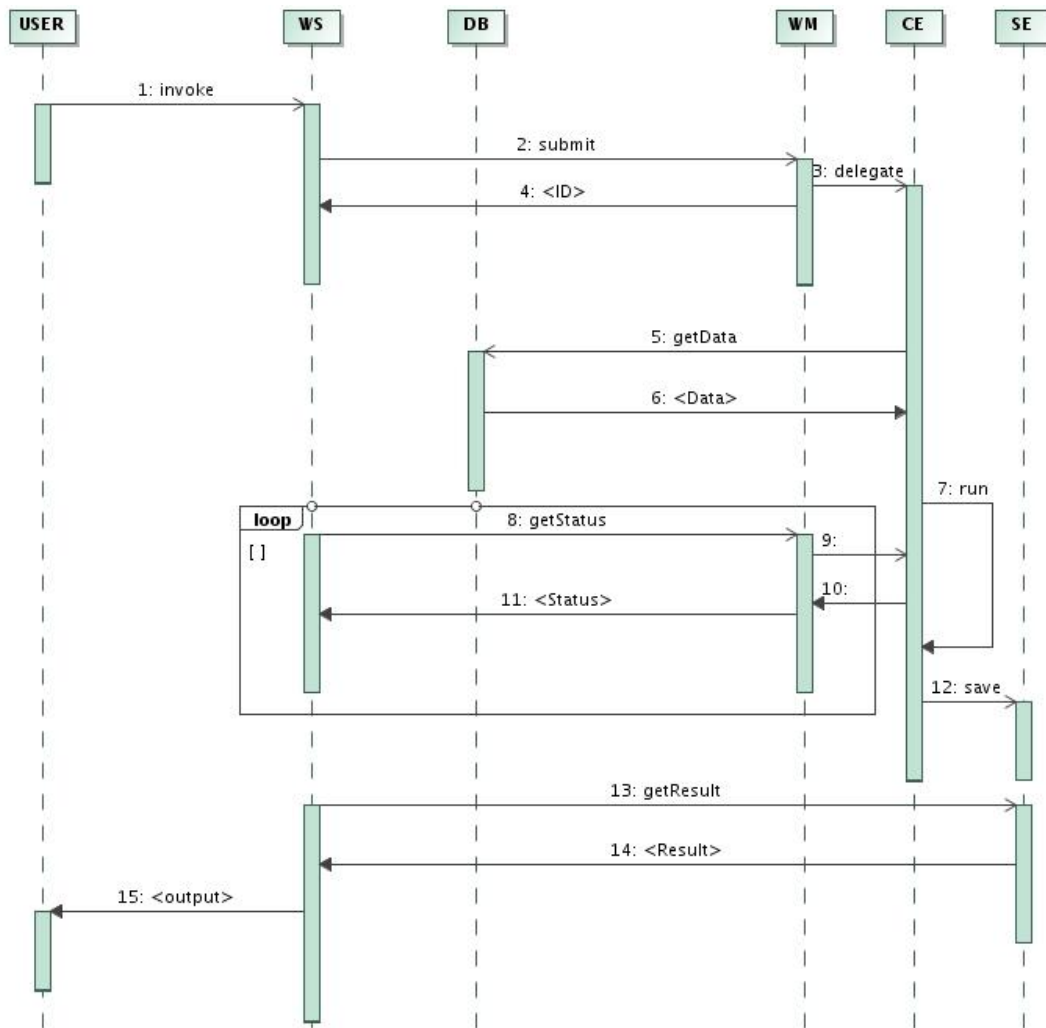 USER
WS
DB
WM
CE
SE
1: invoke
2: submit
3: delegate
4: <ID>
5: getData
6: <Data>
7: run
loop
8: getStatus
[ ]
9:
10:
11: <Status>
12: save
13: getResult
14: <Result>
15: <output>